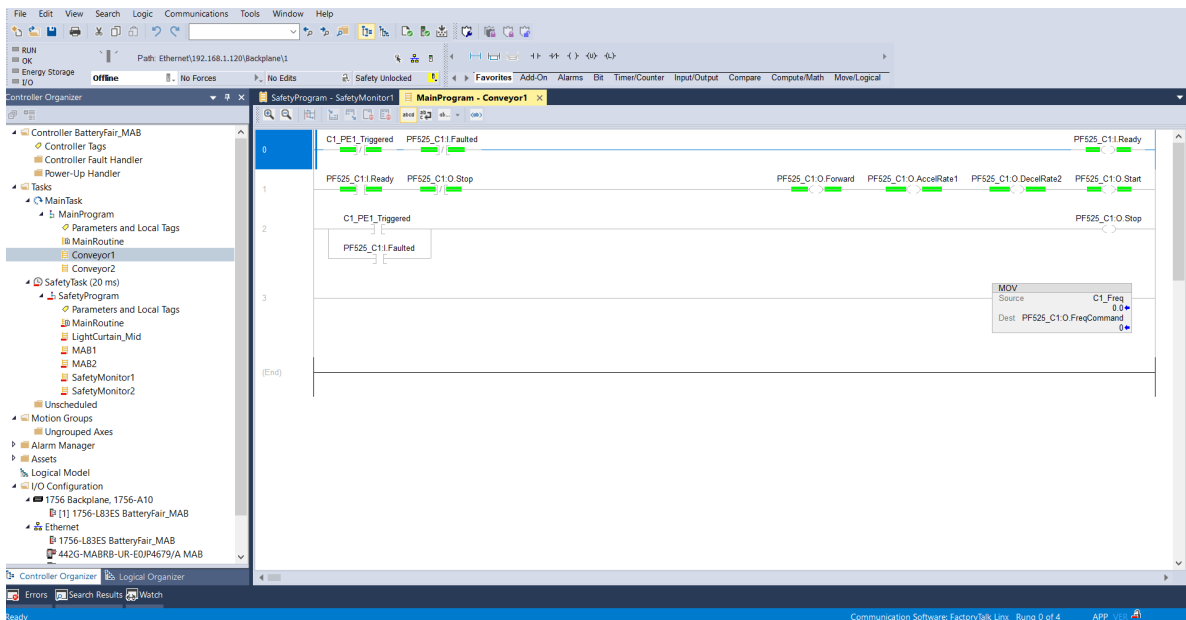 File Edit View Search Logic Communications Tools Window Help
RUN
OK
Energy Storage
I/O
Path: Ethernet\192.168.1.120\Backplane\1
Offline No Forces No Edits Safety Unlocked
Favorites Add-On Alarms Bit Timer/Counter Input/Output Compare Compute/Math Move/Logical
Controller Organizer
SafetyProgram - SafetyMonitor1
MainProgram - Conveyor1
Controller BatteryFair_MAB
Controller Tags
Controller Fault Handler
Power-Up Handler
Tasks
MainTask
MainProgram
Parameters and Local Tags
MainRoutine
Conveyor1
Conveyor2
SafetyTask (20 ms)
SafetyProgram
Parameters and Local Tags
MainRoutine
LightCurtain_Mid
MAB1
MAB2
SafetyMonitor1
SafetyMonitor2
Unscheduled
Motion Groups
Ungrouped Axes
Alarm Manager
Assets
Logical Model
I/O Configuration
1756 Backplane, 1756-A10
[1] 1756-L83ES BatteryFair_MAB
Ethernet
1756-L83ES BatteryFair_MAB
442G-MABRB-UR-E0JP4679/A MAB
Controller Organizer Logical Organizer
C1_PE1_Triggered PF525_C1:I.Faulted PF525_C1:I.Ready
0
PF525_C1:I.Ready PF525_C1:O.Stop PF525_C1:O.Forward PF525_C1:O.AccelRate1 PF525_C1:O.DecelRate2 PF525_C1:O.Start
1
C1_PE1_Triggered PF525_C1:O.Stop
2
PF525_C1:I.Faulted
MOV
3
Source C1_Freq
0.0
Dest PF525_C1:O.FreqCommand
0
(End)
Errors Search Results Watch
Ready
Communication Software: FactoryTalk Linx Rung 0 of 4 APP VER